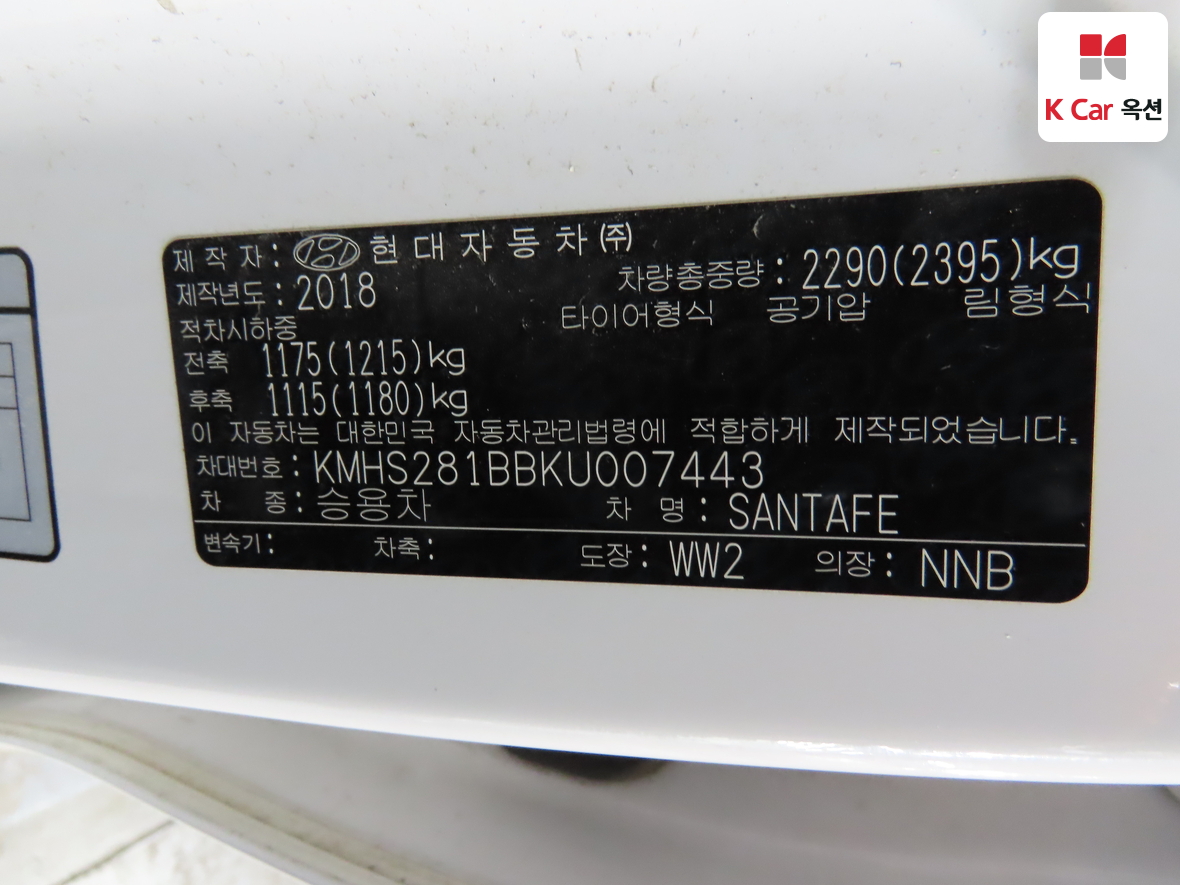 K Car 옥션
제 작 자 : 현 대 자 동 차 ㈜
제작년도 : 2018 차량총중량 : 2290(2395)kg
적차시하중 타이어형식 공기압 림형식
전축 1175(1215)kg
후축 1115(1180)kg
이 자동차는 대한민국 자동차관리법령에 적합하게 제작되었습니다.
차대번호 : KMHS281BBKU007443
차 종 : 승용차 차 명 : SANTAFE
변속기 : 차축 : 도장 : WW2 의장 : NNB